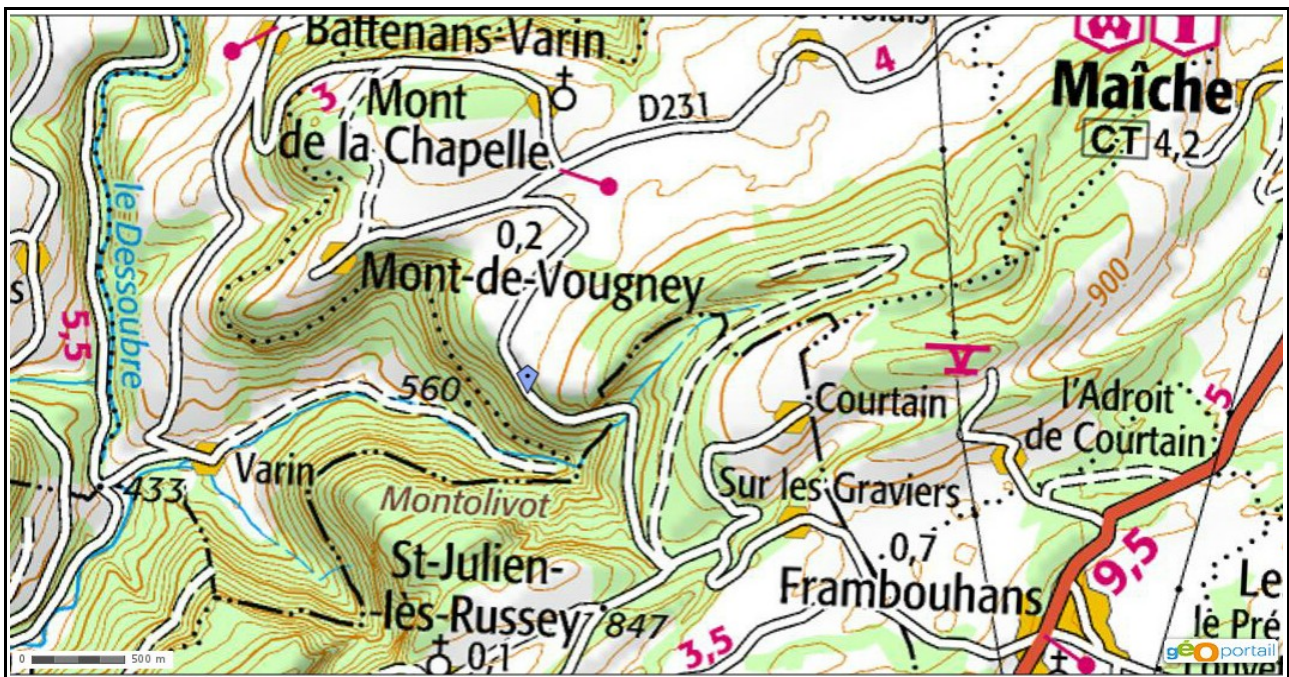 Battenans-Varin
4
Maîche
CT 4,2
3
Mont
de la Chapelle
D231
le Dessoubre
0,2
Mont-de-Vougney
900
s
5,5
560
Courtain
l'Adroit
de Courtain
5
Varin
433
Montolivot
Sur les Graviers
St-Julien-
lès-Russey
847
0,7
9,5
Frambouhans
Le
le Pré
0,1
3,5
0 500 m
géoportail